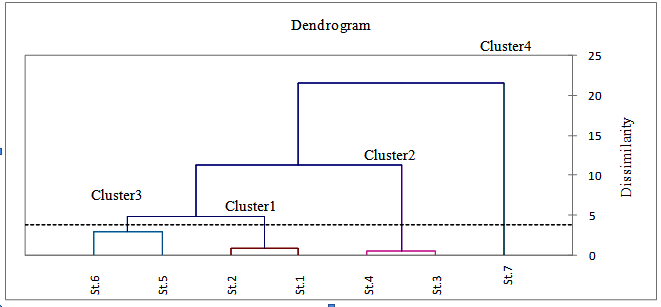 Dendrogram
Cluster4
25
20
15
10
5
0
Dissimilarity
Cluster2
Cluster3
Cluster1
St.6
St.5
St.2
St.1
St.4
St.3
St.7